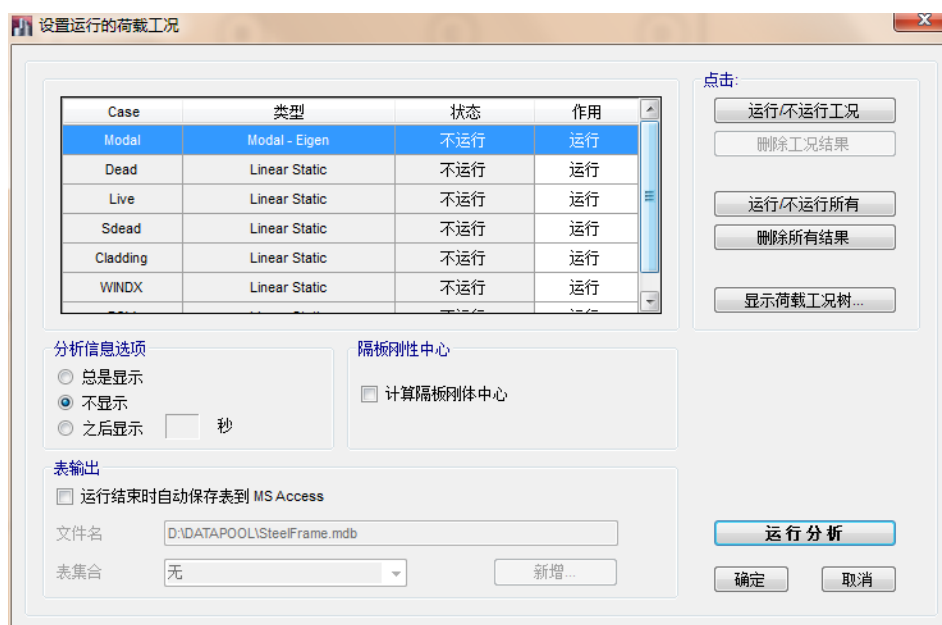 设置运行的荷载工况
点击:
Case 类型 状态 作用
Modal Modal - Eigen 不运行 运行
Dead Linear Static 不运行 运行
Live Linear Static 不运行 运行
Sdead Linear Static 不运行 运行
Cladding Linear Static 不运行 运行
WINDX Linear Static 不运行 运行
运行/不运行工况
删除工况结果
运行/不运行所有
删除所有结果
显示荷载工况树...
分析信息选项
总是显示
不显示
之后显示 秒
隔板刚性中心
计算隔板刚体中心
表输出
运行结束时自动保存表到 MS Access
文件名 D:\DATAPOOL\SteelFrame.mdb
表集合 无 新增...
运行分析
确定 取消